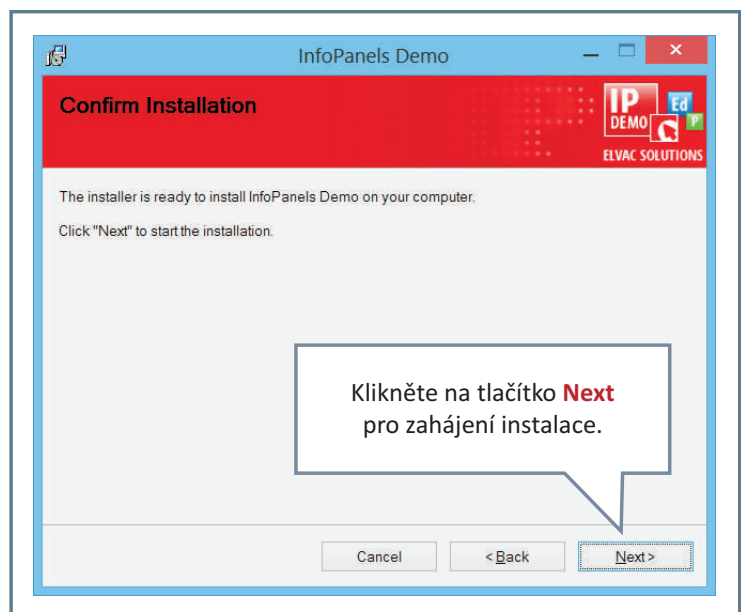 InfoPanels Demo
Confirm Installation
IP
DEMO
Ed
P
ELVAC SOLUTIONS
The installer is ready to install InfoPanels Demo on your computer.
Click "Next" to start the installation.
Klikněte na tlačítko Next
pro zahájení instalace.
Cancel
< Back
Next >